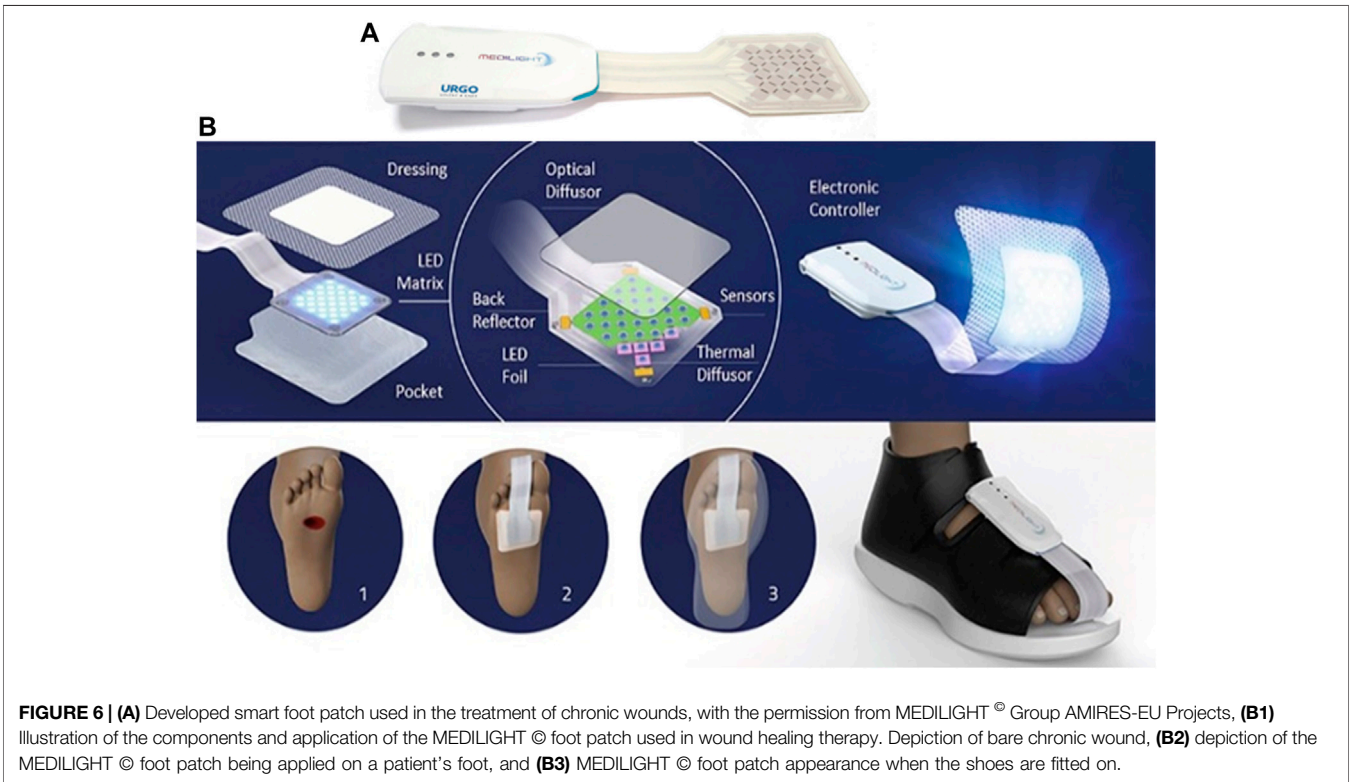 A
MEDILIGHT
URGO
B
Dressing
LED
Matrix
Pocket
Optical
Diffusor
Back
Reflector
LED
Foil
Sensors
Thermal
Diffusor
Electronic
Controller
MEDILIGHT
1
2
3
MEDILIGHT
FIGURE 6 | (A) Developed smart foot patch used in the treatment of chronic wounds, with the permission from MEDILIGHT © Group AMIRES-EU Projects, (B1)
Illustration of the components and application of the MEDILIGHT © foot patch used in wound healing therapy. Depiction of bare chronic wound, (B2) depiction of the
MEDILIGHT © foot patch being applied on a patient's foot, and (B3) MEDILIGHT © foot patch appearance when the shoes are fitted on.